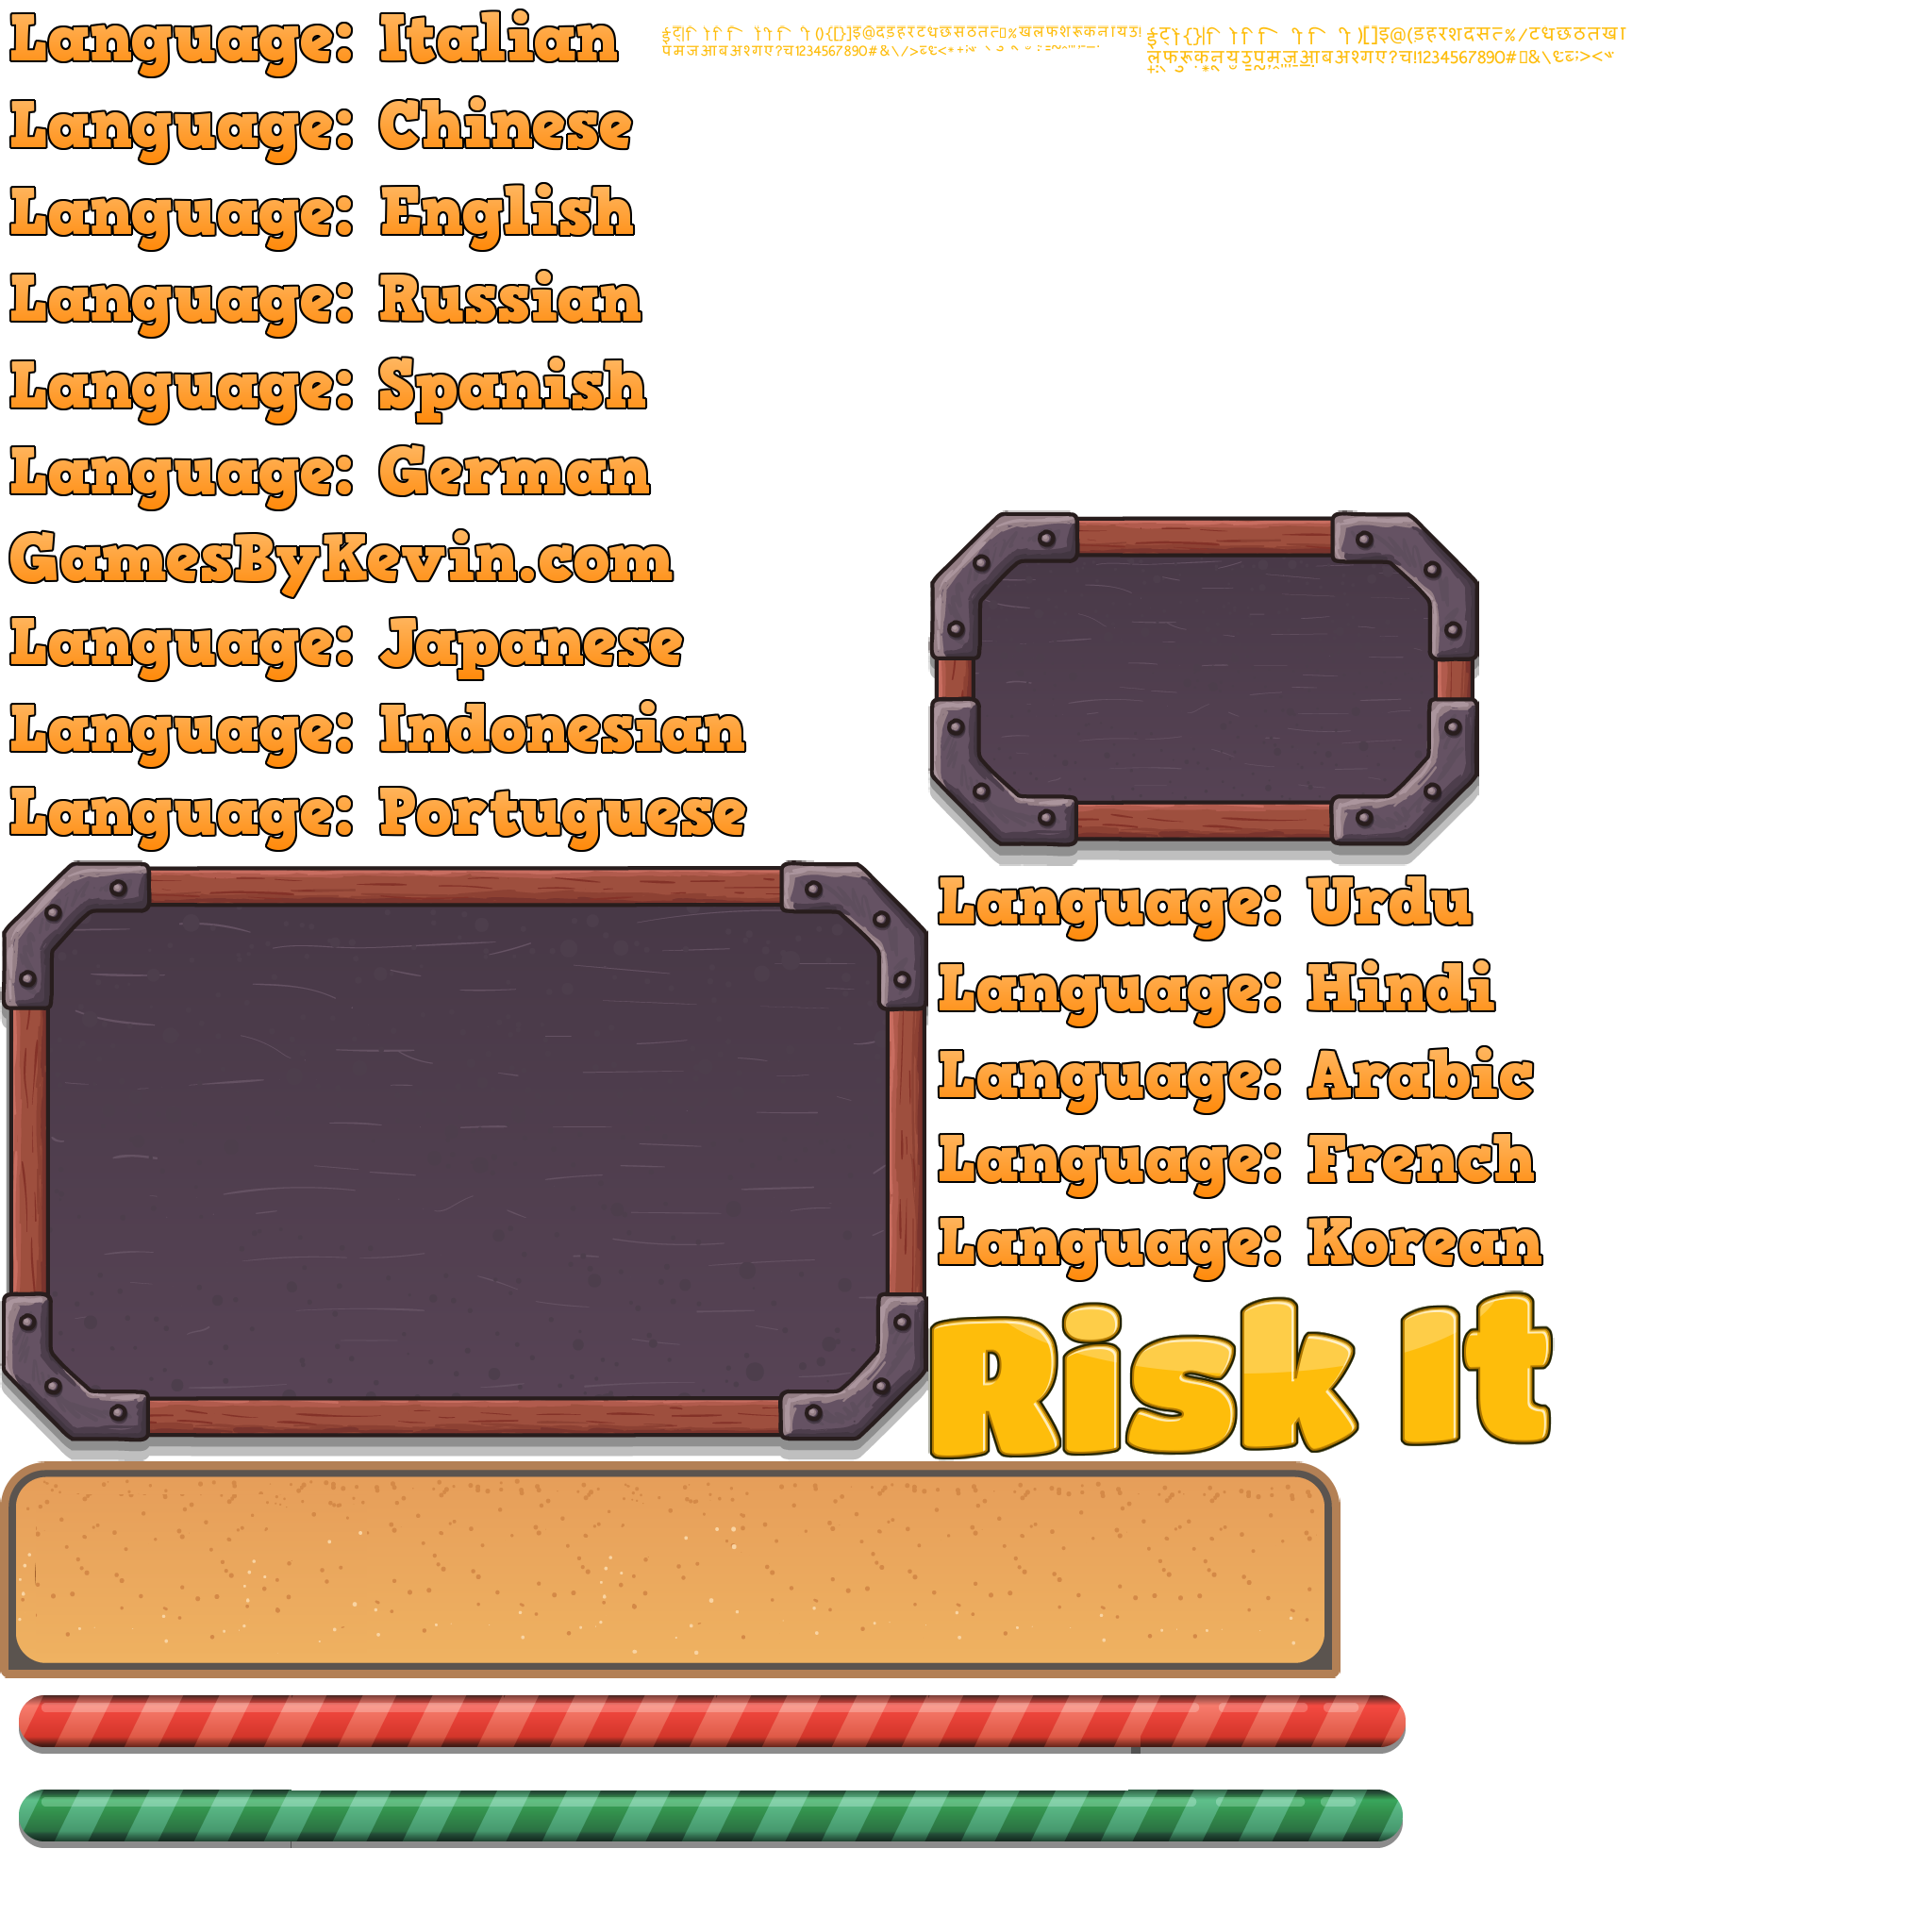 Language: Italian
Language: Chinese
Language: English
Language: Russian
Language: Spanish
Language: German
GamesByKevin.com
Language: Japanese
Language: Indonesian
Language: Portuguese
Language: Urdu
Language: Hindi
Language: Arabic
Language: French
Language: Korean
Risk It